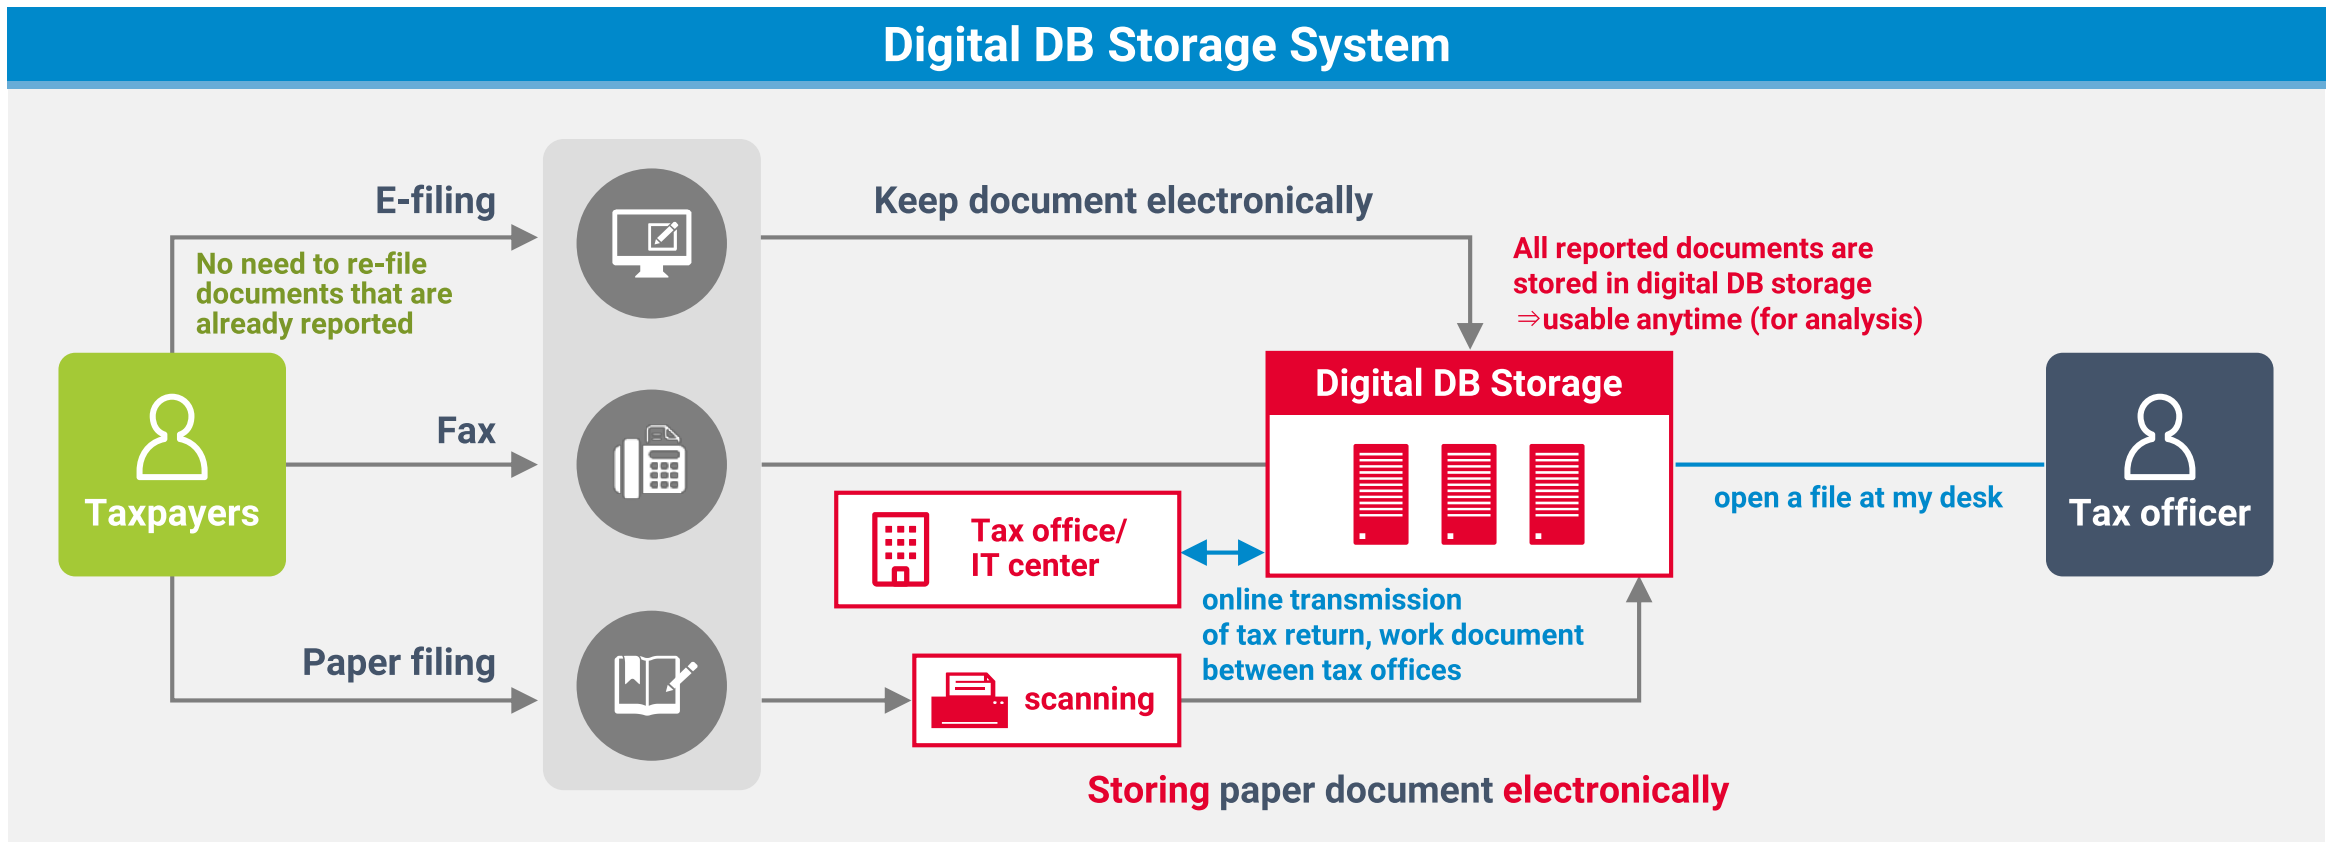 Digital DB Storage System
E-filing
Keep document electronically
No need to re-file
documents that are
already reported
All reported documents are
stored in digital DB storage
⇒usable anytime (for analysis)
Taxpayers
Fax
Digital DB Storage
open a file at my desk
Tax officer
Tax office/
IT center
online transmission
of tax return, work document
between tax offices
Paper filing
scanning
Storing paper document electronically